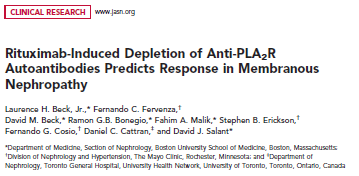 CLINICAL RESEARCH www.jasn.org
Rituximab-Induced Depletion of Anti-PLA₂R
Autoantibodies Predicts Response in Membranous
Nephropathy
Laurence H. Beck, Jr.,* Fernando C. Fervenza,†
David M. Beck,* Ramon G.B. Bonegio,* Fahim A. Malik,* Stephen B. Erickson,†
Fernando G. Cosio,† Daniel C. Cattran,‡ and David J. Salant*
*Department of Medicine, Section of Nephrology, Boston University School of Medicine, Boston, Massachusetts;
†Division of Nephrology and Hypertension, The Mayo Clinic, Rochester, Minnesota; and ‡Department of
Nephrology, Toronto General Hospital, University Health Network, University of Toronto, Toronto, Ontario, Canada